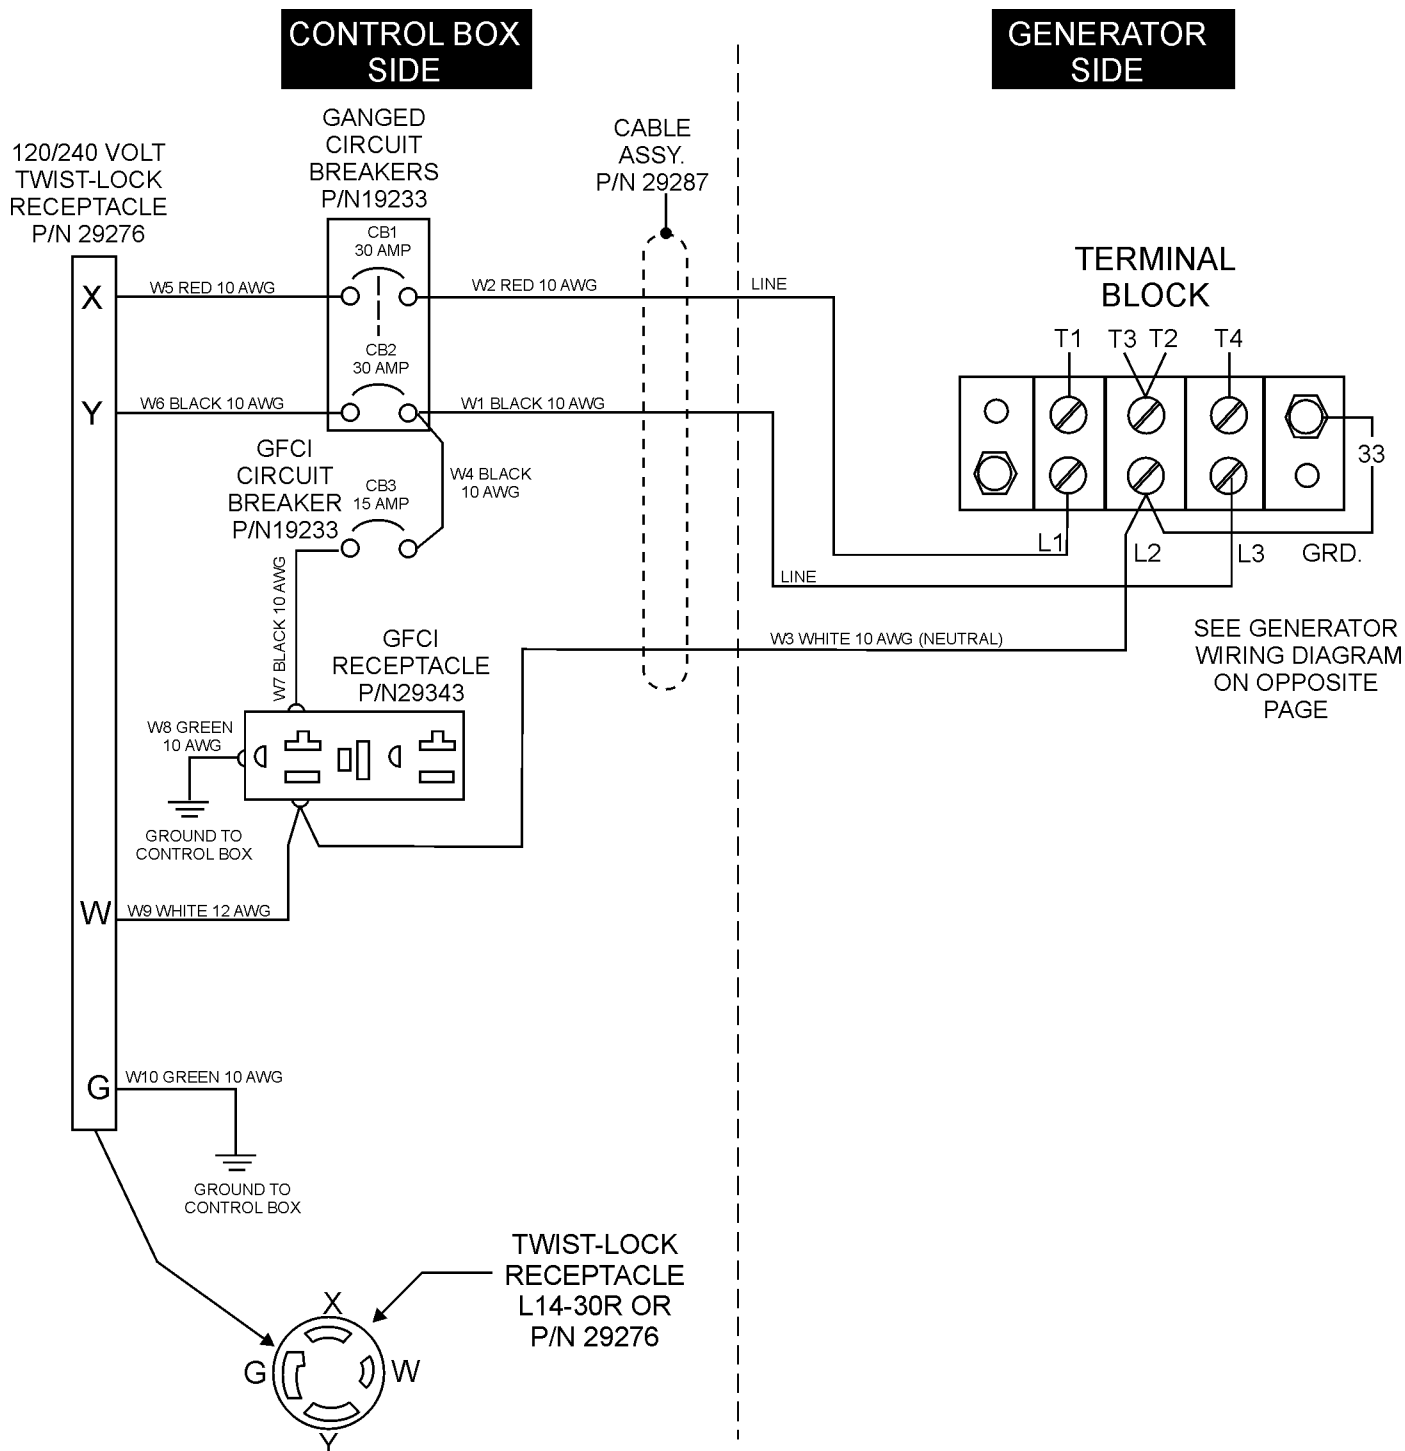 CONTROL BOX
SIDE
GENERATOR
SIDE
GANGED
CIRCUIT
BREAKERS
P/N19233
CABLE
ASSY.
P/N 29287
120/240 VOLT
TWIST-LOCK
RECEPTACLE
P/N 29276
CB1
30 AMP
X
W5 RED 10 AWG
W2 RED 10 AWG
LINE
TERMINAL
BLOCK
T1
T3
T2
T4
CB2
30 AMP
Y
W6 BLACK 10 AWG
W1 BLACK 10 AWG
33
GFCI
CIRCUIT
BREAKER
P/N19233
CB3
15 AMP
W4 BLACK
10 AWG
L1
L2
L3
GRD.
LINE
W7 BLACK 10 AWG
GFCI
RECEPTACLE
P/N29343
W3 WHITE 10 AWG (NEUTRAL)
SEE GENERATOR
WIRING DIAGRAM
ON OPPOSITE
PAGE
W8 GREEN
10 AWG
GROUND TO
CONTROL BOX
W
W9 WHITE 12 AWG
G
W10 GREEN 10 AWG
GROUND TO
CONTROL BOX
TWIST-LOCK
RECEPTACLE
L14-30R OR
P/N 29276
X
G
W
Y